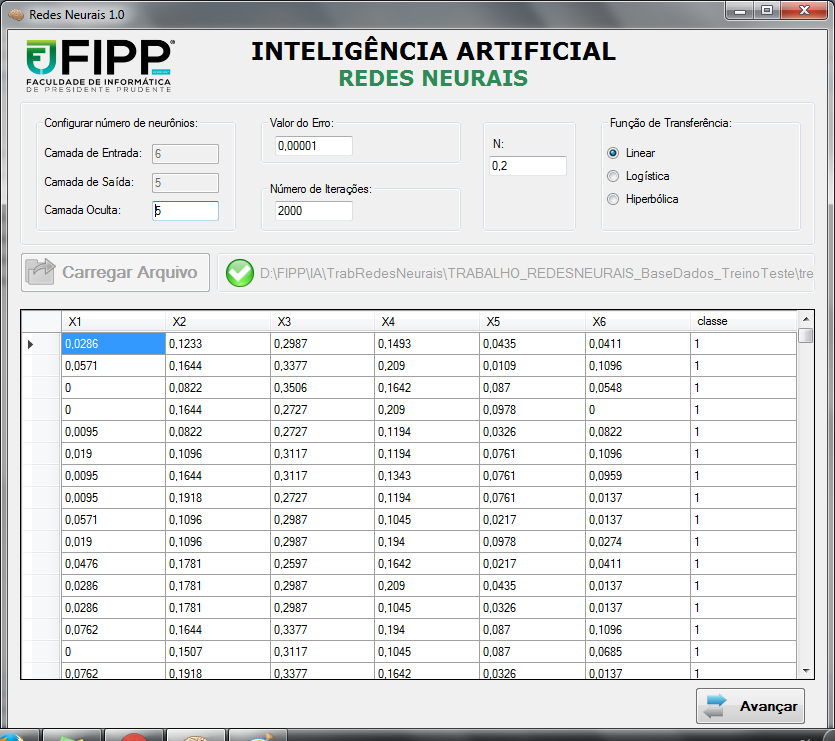 Redes Neurais 1.0
FIPP
FACULDADE DE INFORMÁTICA
DE PRESIDENTE PRUDENTE
INTELIGÊNCIA ARTIFICIAL
REDES NEURAIS
Configurar número de neurônios:
Camada de Entrada: 6
Camada de Saída: 5
Camada Oculta: 5
Valor do Erro:
0,00001
Número de Iterações:
2000
N:
0,2
Função de Transferência:
Linear
Logística
Hiperbólica
Carregar Arquivo
D:\FIPP\IA\TrabRedesNeurais\TRABALHO_REDESNEURAIS_BaseDados_TreinoTeste\tre
X1 X2 X3 X4 X5 X6 classe
0,0286 0,1233 0,2987 0,1493 0,0435 0,0411 1
0,0571 0,1644 0,3377 0,209 0,0109 0,1096 1
0 0,0822 0,3506 0,1642 0,087 0,0548 1
0 0,1644 0,2727 0,209 0,0978 0 1
0,0095 0,0822 0,2727 0,1194 0,0326 0,0822 1
0,019 0,1096 0,3117 0,1194 0,0761 0,1096 1
0,0095 0,1644 0,3117 0,1343 0,0761 0,0959 1
0,0095 0,1918 0,2727 0,1194 0,0761 0,0137 1
0,0571 0,1096 0,2987 0,1045 0,0217 0,0137 1
0,019 0,1096 0,2987 0,194 0,0978 0,0274 1
0,0476 0,1781 0,2597 0,1642 0,0217 0,0411 1
0,0286 0,1781 0,2987 0,209 0,0435 0,0137 1
0,0286 0,1781 0,2987 0,1045 0,0326 0,0137 1
0,0762 0,1644 0,3377 0,194 0,087 0,1096 1
0 0,1507 0,3117 0,1045 0,087 0,0685 1
0,0762 0,1918 0,3377 0,1642 0,0326 0,0137 1
Avançar